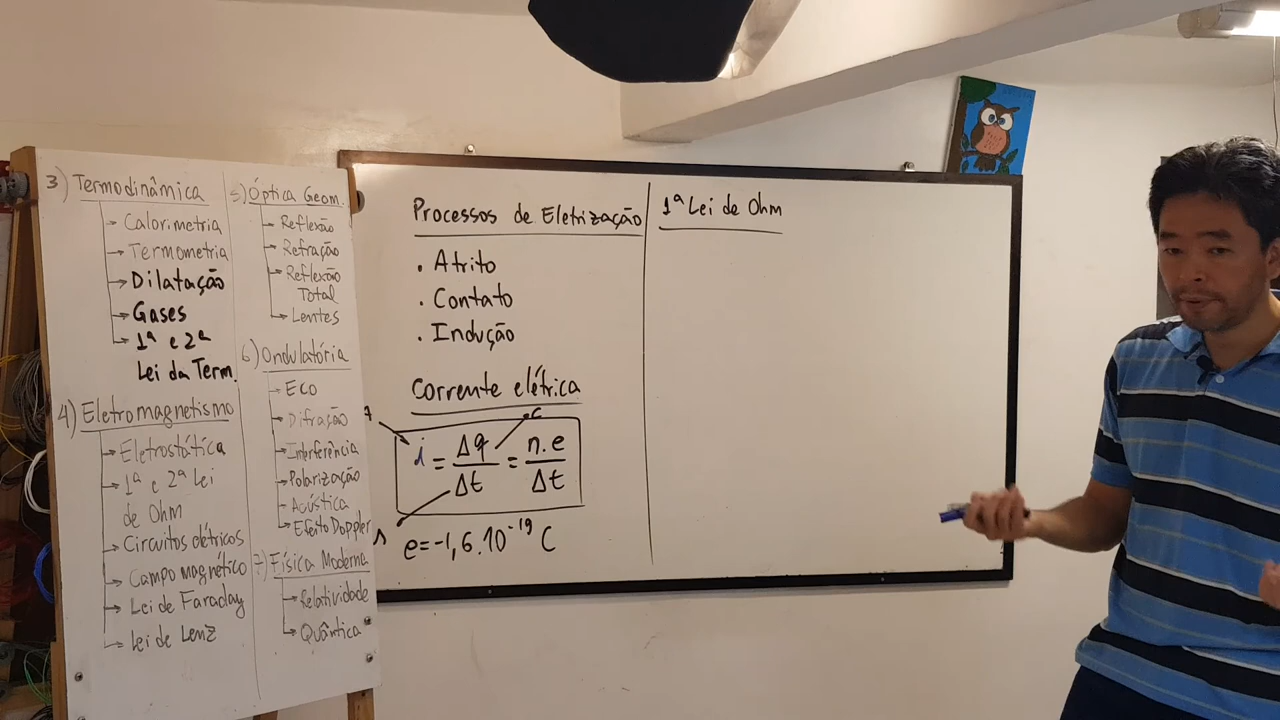 3) Termodinâmica
Calorimetria
Termometria
Dilatação
Gases
1ª e 2ª
Lei da Term.
4) Eletromagnetismo
Eletrostática
1ª e 2ª Lei
de Ohm
Circuitos elétricos
Campo magnético
Lei de Faraday
Lei de Lenz
5) Óptica Geom.
Reflexão
Refração
Reflexão
Total
Lentes
6) Ondulatória
Eco
Difração
Interferência
Polarização
Acústica
Efeito Doppler
7) Física Moderna
Relatividade
Quântica
Processos de Eletrização
. Atrito
. Contato
. Indução
Corrente elétrica
A
C
i = Δq/Δt = n.e/Δt
s
e=-1,6.10⁻¹⁹ C
1ª Lei de Ohm